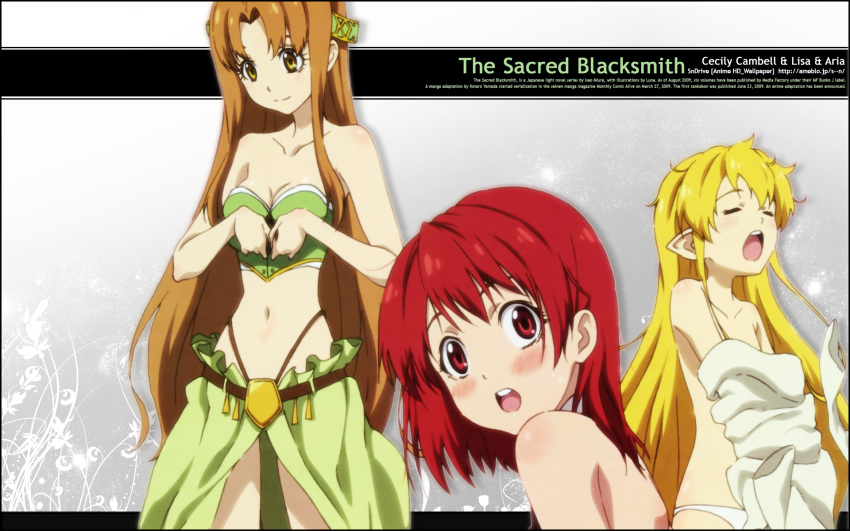 The Sacred Blacksmith
Cecily Cambell & Lisa & Aria
SnDrive [Anime HD_Wallpaper] http://ameblo.jp/s--n/
The Sacred Blacksmith, is a Japanese light novel series by Isao Miura, with illustrations by Luna. As of August 2009, six volumes have been published by Media Factory under their MF Bunko J label.
A manga adaptation by Kotaro Yamada started serialization in the seinen manga magazine Monthly Comic Alive on March 27, 2009. The first tankobom was published June 23, 2009. An anime adaptation has been announced.